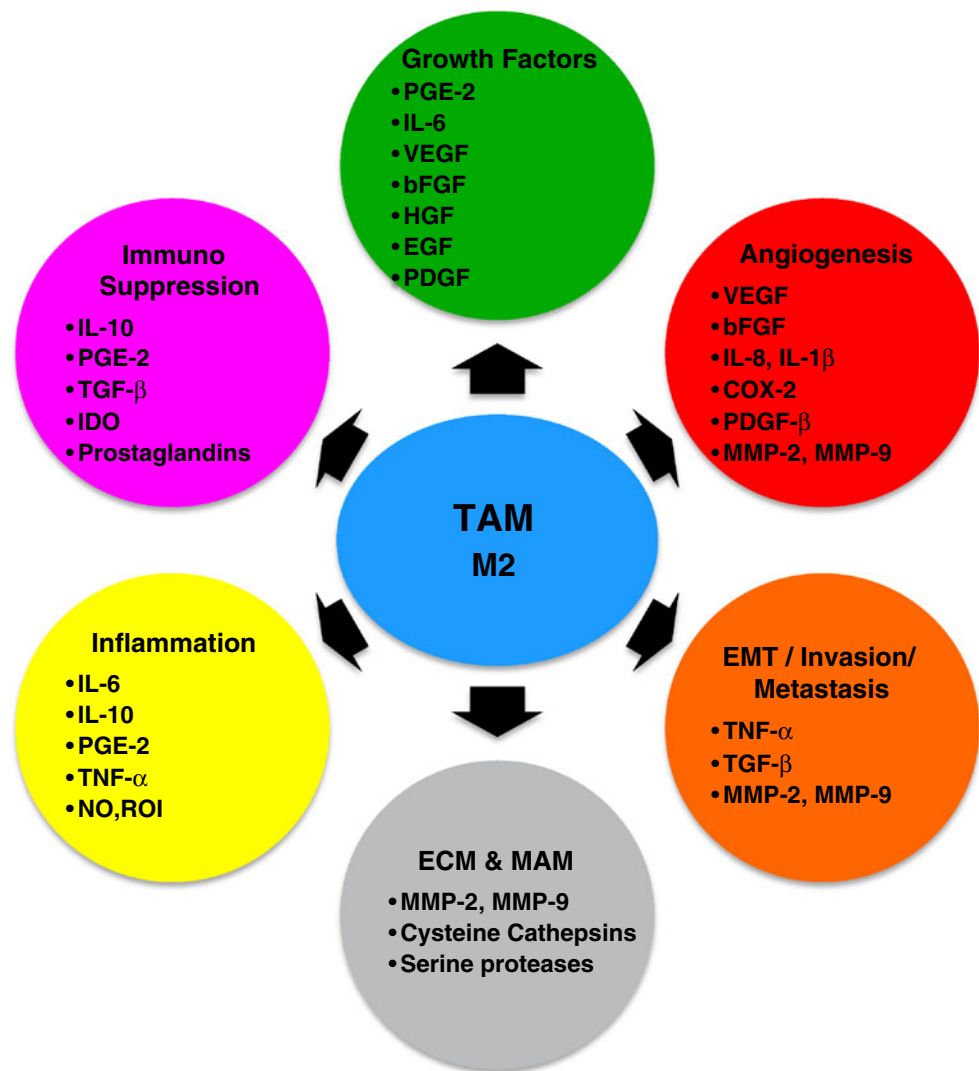 Growth Factors
•PGE-2
•IL-6
•VEGF
•bFGF
•HGF
•EGF
•PDGF
Immuno
Suppression
•IL-10
•PGE-2
•TGF-β
•IDO
•Prostaglandins
Angiogenesis
•VEGF
•bFGF
•IL-8, IL-1β
•COX-2
•PDGF-β
•MMP-2, MMP-9
TAM
M2
Inflammation
•IL-6
•IL-10
•PGE-2
•TNF-α
•NO,ROI
EMT / Invasion/
Metastasis
•TNF-α
•TGF-β
•MMP-2, MMP-9
ECM & MAM
•MMP-2, MMP-9
•Cysteine Cathepsins
•Serine proteases